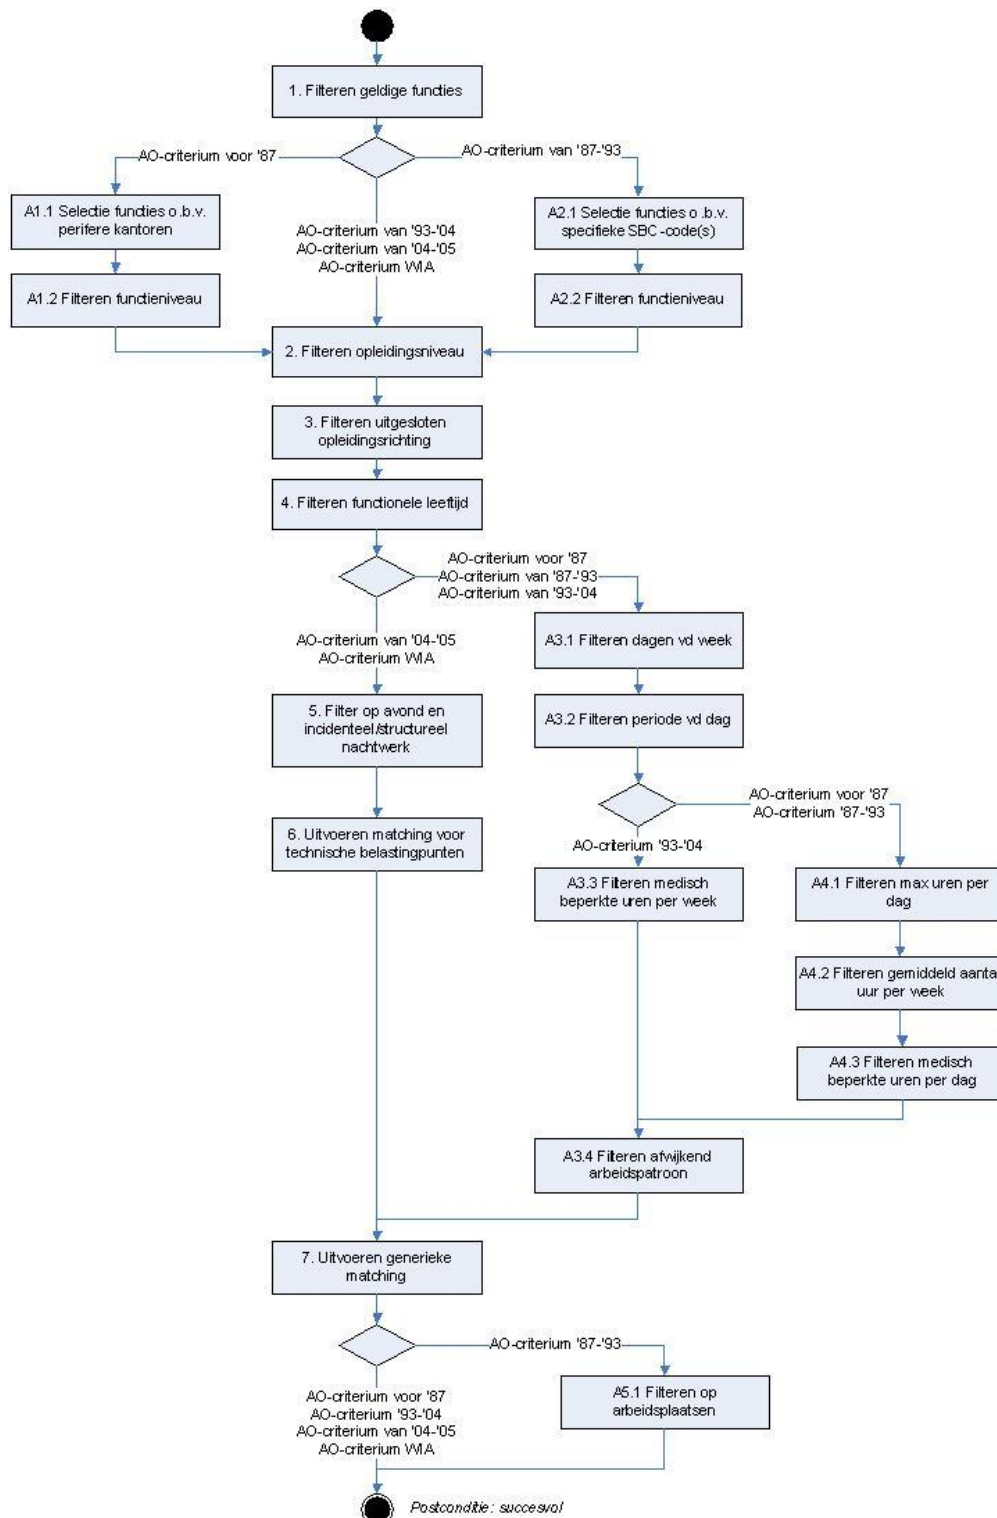 1. Filteren geldige functies
AO-criterium voor '87
AO-criterium van '87-'93
A1.1 Selectie functies o .b.v.
perifere kantoren
AO-criterium van '93-'04
AO-criterium van '04-'05
AO-criterium WIA
A2.1 Selectie functies o .b.v.
specifieke SBC -code(s)
A1.2 Filteren functieniveau
A2.2 Filteren functieniveau
2. Filteren opleidingsniveau
3. Filteren uitgesloten
opleidingsrichting
4. Filteren functionele leeftijd
AO-criterium voor '87
AO-criterium van '87-'93
AO-criterium van '93-'04
AO-criterium van '04-'05
AO-criterium WIA
A3.1 Filteren dagen vd week
5. Filter op avond en
incidenteel/structureel
nachtwerk
A3.2 Filteren periode vd dag
AO-criterium voor '87
AO-criterium '87-'93
6. Uitvoeren matching voor
technische belastingpunten
AO-criterium '93-'04
A3.3 Filteren medisch
beperkte uren per week
A4.1 Filteren max uren per
dag
A4.2 Filteren gemiddeld aanta
uur per week
A4.3 Filteren medisch
beperkte uren per dag
A3.4 Filteren afwijkend
arbeidspatroon
7. Uitvoeren generieke
matching
AO-criterium '87-'93
AO-criterium voor '87
AO-criterium '93-'04
AO-criterium van '04-'05
AO-criterium WIA
A5.1 Filteren op
arbeidsplaatsen
Postconditie: succesvol